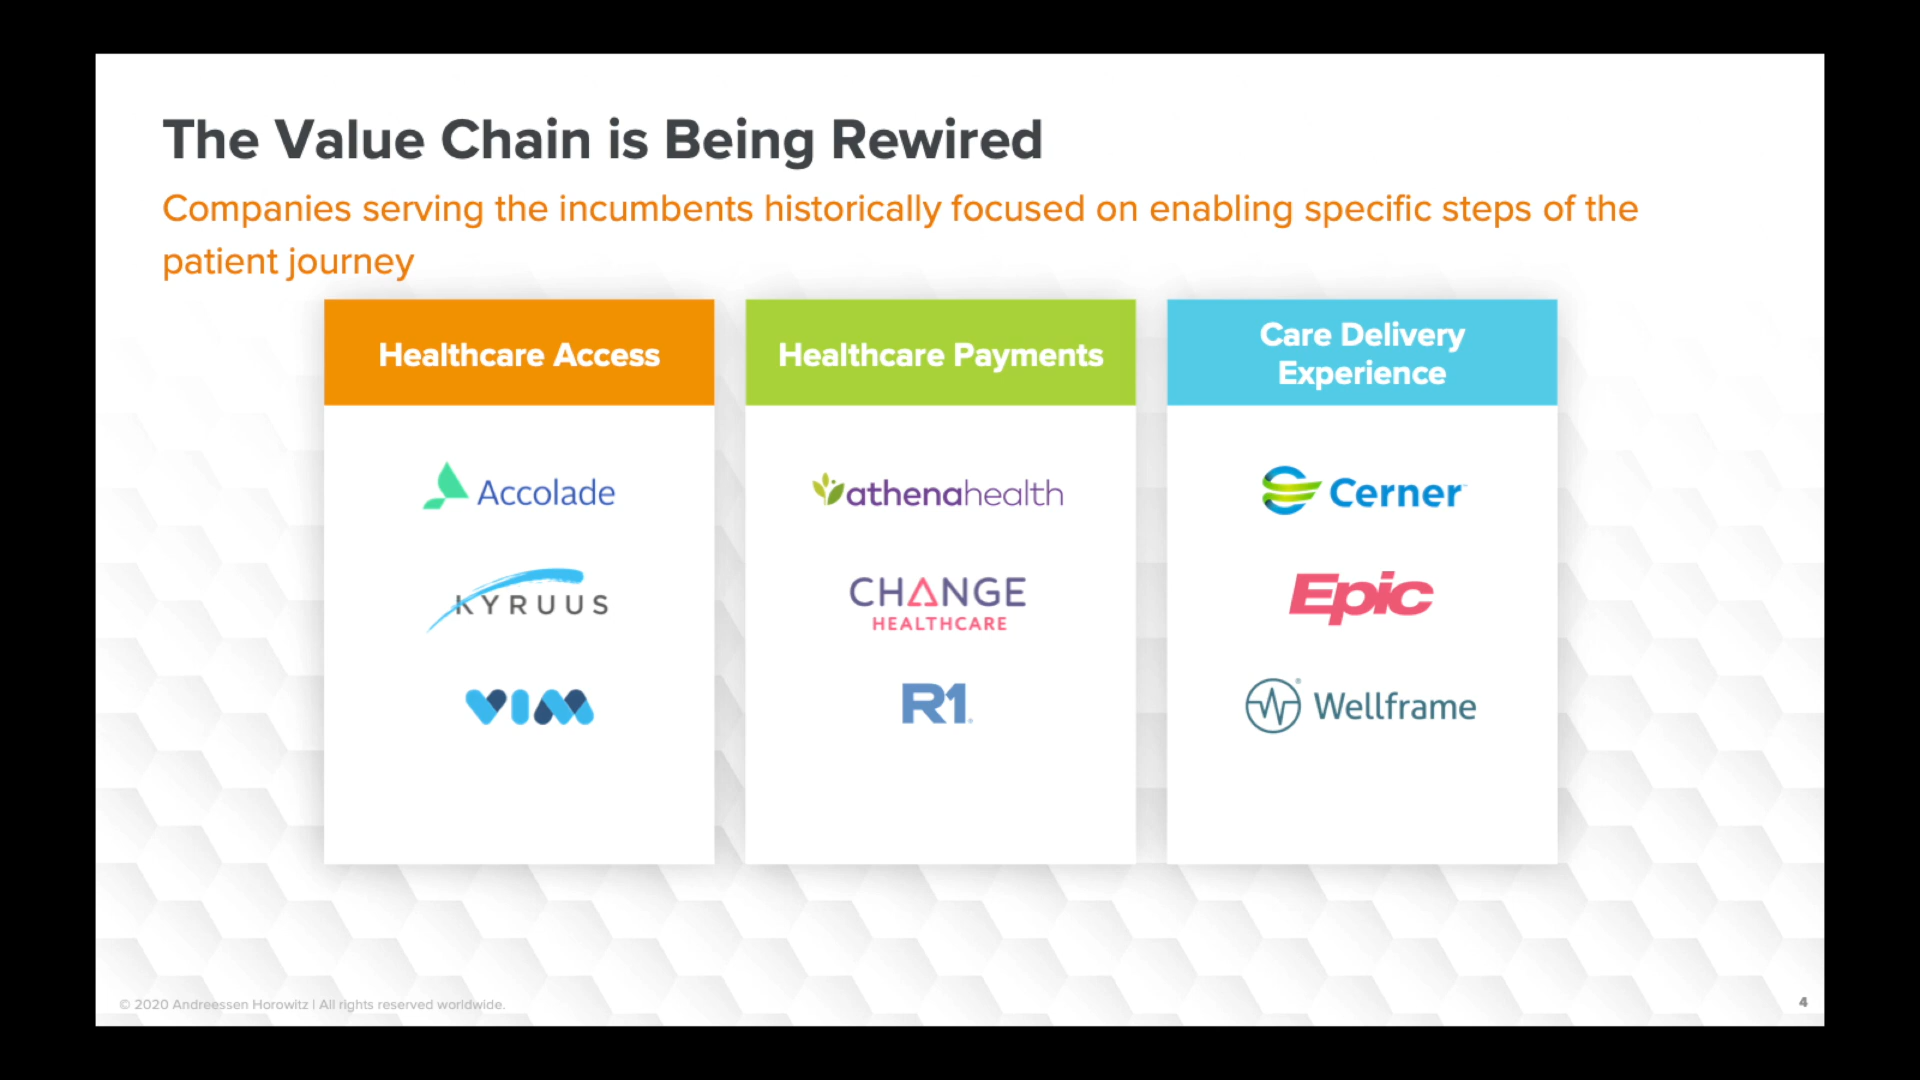 The Value Chain is Being Rewired
Companies serving the incumbents historically focused on enabling specific steps of the
patient journey
Healthcare Access
Accolade
KYRUUS
VIM
Healthcare Payments
athenahealth
CHANGE
HEALTHCARE
R1
Care Delivery
Experience
Cerner
Epic
Wellframe
© 2020 Andreessen Horowitz | All rights reserved worldwide.
4